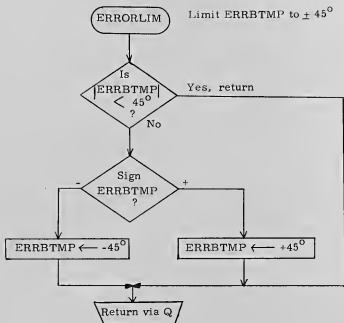 ERRORLIM
Limit ERRBTMP to ± 45°
Is
|ERRBTMP|
< 45°
?
Yes, return
No
Sign
ERRBTMP
?
-
+
ERRBTMP ← -45°
ERRBTMP ← +45°
Return via Q